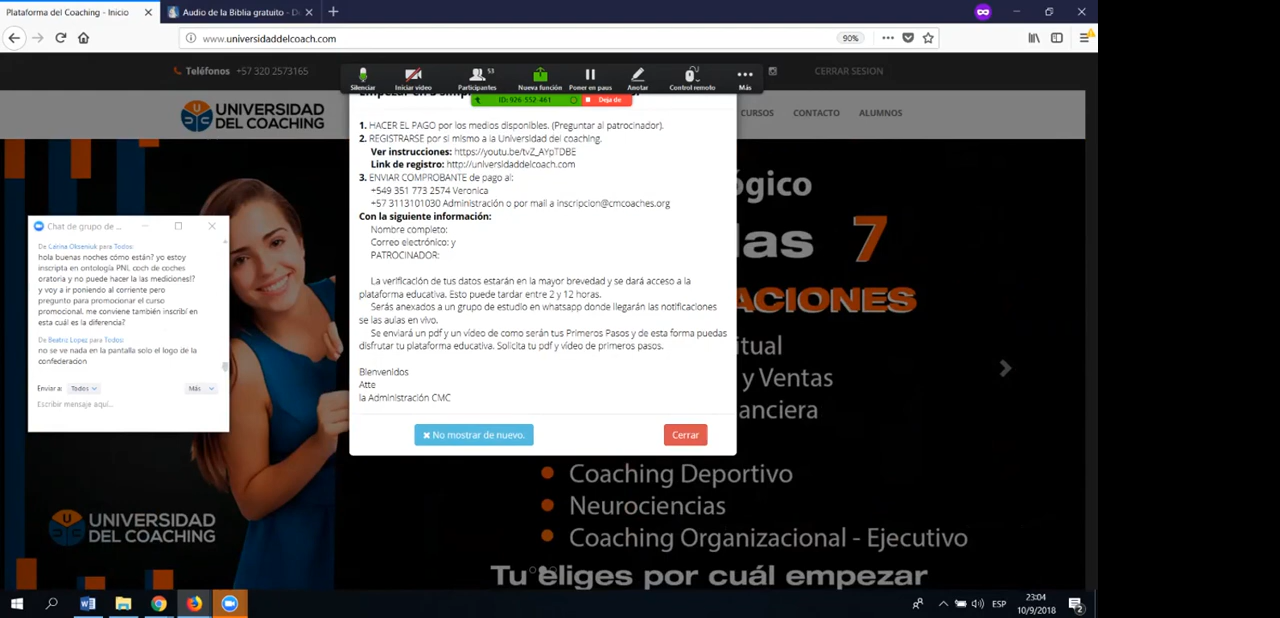 Plataforma del Coaching - Inicio
Audio de la Biblia gratuito - De
www.universidaddelcoach.com
90%
Teléfonos +57 320 2573165
Silenciar
Iniciar video
Participantes
53
Nueva función
Poner en paus
Anotar
Control remoto
Más
CERRAR SESION
ID: 926-552-481
Deja de
UNIVERSIDAD
DEL COACHING
CURSOS
CONTACTO
ALUMNOS
1. HACER EL PAGO por los medios disponibles. (Preguntar al patrocinador).
2. REGISTRARSE por si mismo a la Universidad del coaching.
Ver instrucciones: https://youtu.be/tvZ_AYpTDBE
Link de registro: http://universidaddelcoach.com
3. ENVIAR COMPROBANTE de pago al:
+549 351 773 2574 Veronica
+57 3113101030 Administración o por mail a inscripcion@cmcoaches.org
Con la siguiente información:
Nombre completo:
Correo electrónico: y
PATROCINADOR:
La verificación de tus datos estarán en la mayor brevedad y se dará acceso a la
plataforma educativa. Esto puede tardar entre 2 y 12 horas.
Serás anexados a un grupo de estudio en whatsapp donde llegarán las notificaciones
se las aulas en vivo.
Se enviará un pdf y un vídeo de como serán tus Primeros Pasos y de esta forma puedas
disfrutar tu plataforma educativa. Solicita tu pdf y vídeo de primeros pasos.
Bienvenidos
Atte
la Administración CMC
No mostrar de nuevo.
Cerrar
Chat de grupo de ...
De Carina Okseniuk para Todos:
hola buenas noches cómo están? yo estoy
inscripta en ontología PNL coch de coches
oratoria y no puede hacer la las mediciones!?
y voy a iré poniendo al corriente pero
pregunto para promocionar el curso
promocional. me conviene también inscribí en
esta cuál es la diferencia?
De Beatriz Lopez para Todos:
no se ve nada en la pantalla solo el logo de la
confederacion
Enviar a: Todos
Más
Escribir mensaje aquí...
ógico
las 7
ACIONES
itual
y Ventas
anciera
Coaching Deportivo
Neurociencias
Coaching Organizacional - Ejecutivo
Tu eliges por cuál empezar
UNIVERSIDAD
DEL COACHING
ESP
23:04
10/9/2018
2